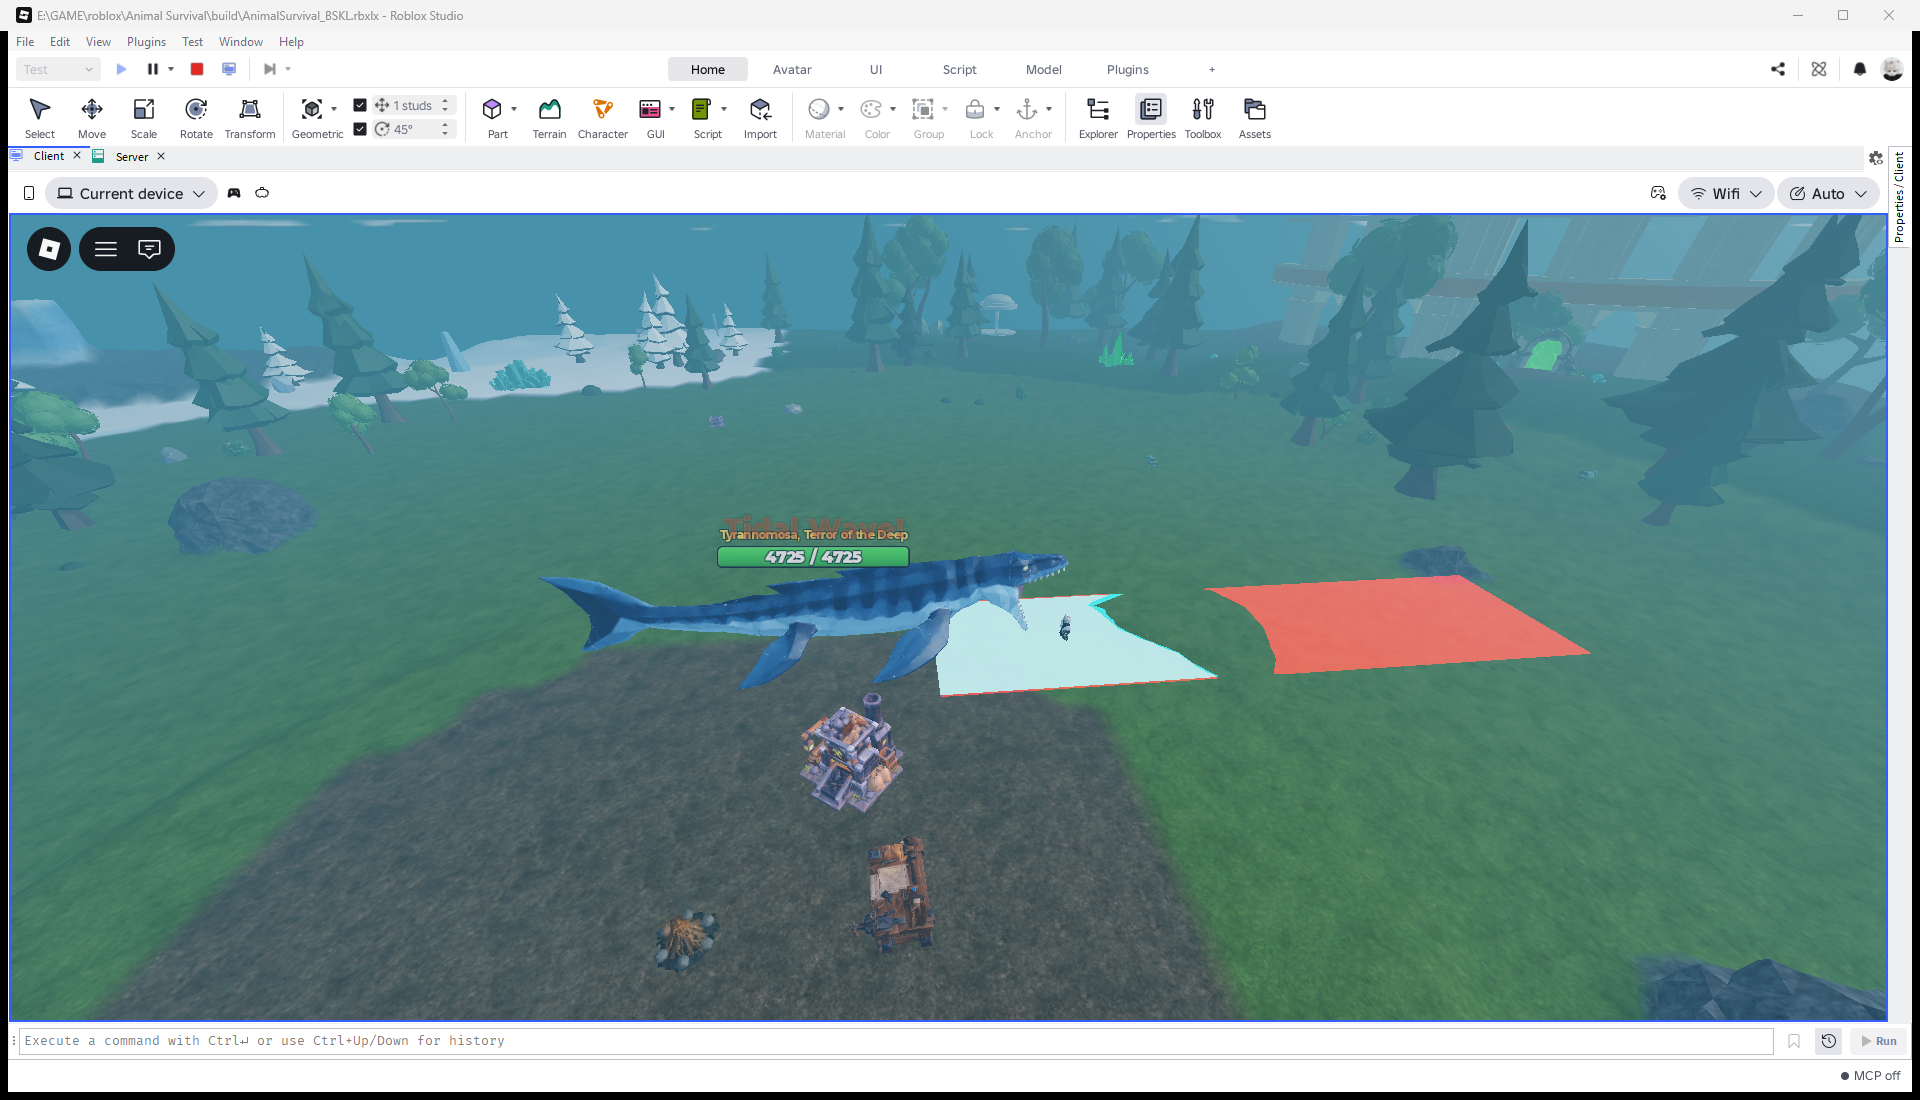 E:\GAME\roblox\Animal Survival\build\AnimalSurvival_BSKL.rbxlx - Roblox Studio
File Edit View Plugins Test Window Help
Test
Home Avatar UI Script Model Plugins +
1 studs
45°
Select Move Scale Rotate Transform Geometric Part Terrain Character GUI Script Import Material Color Group Lock Anchor Explorer Properties Toolbox Assets
Client Server
Properties / Client
Current device
Wifi Auto
Tidal Wave!
Tyrannomosa, Terror of the Deep
4725 / 4725
Execute a command with Ctrl↵ or use Ctrl+Up/Down for history
Run
MCP off